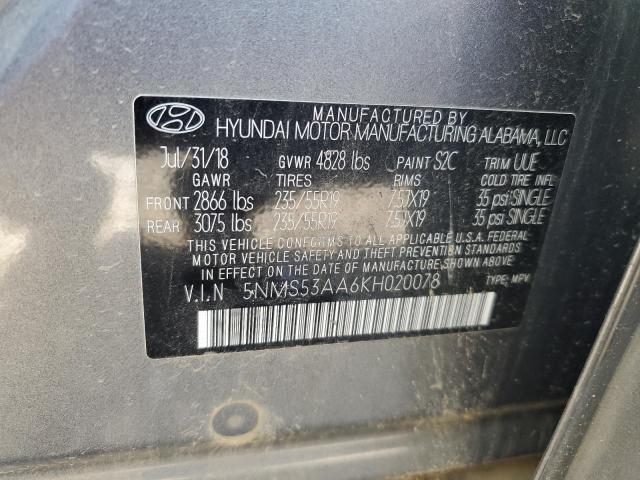 MANUFACTURED BY
HYUNDAI MOTOR MANUFACTURING ALABAMA, LLC
Jul/31/18 GVWR 4828 lbs PAINT S2C TRIM UUE
GAWR TIRES RIMS COLD TIRE INFL
FRONT 2866 lbs 235/55R19 7.5JX19 35 psi SINGLE
REAR 3075 lbs 235/55R19 7.5JX19 35 psi SINGLE
THIS VEHICLE CONFORMS TO ALL APPLICABLE U.S.A. FEDERAL
MOTOR VEHICLE SAFETY AND THEFT PREVENTION STANDARDS
IN EFFECT ON THE DATE OF MANUFACTURE SHOWN ABOVE.
V.I.N 5NMS53AA6KH020078 TYPE: MPV